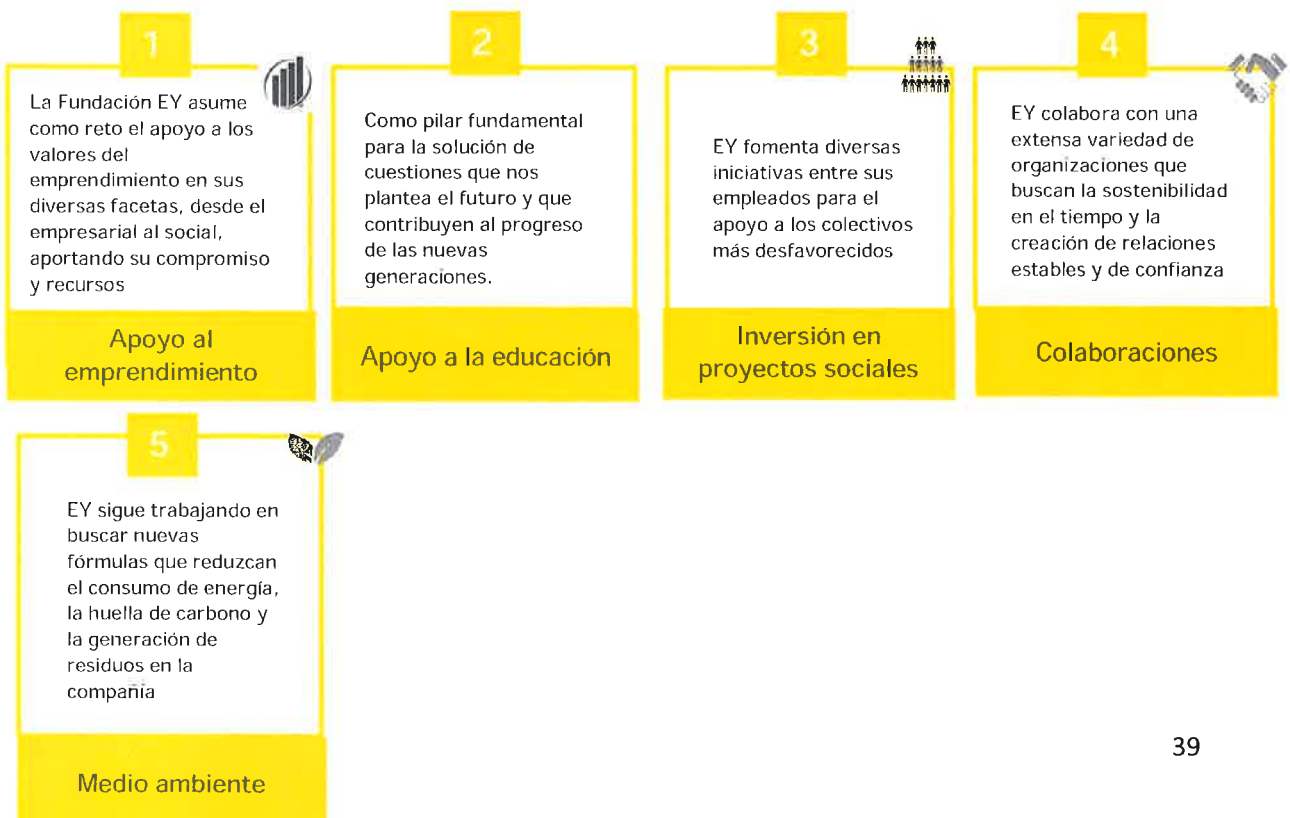 1
La Fundación EY asume
como reto el apoyo a los
valores del
emprendimiento en sus
diversas facetas, desde el
empresarial al social,
aportando su compromiso
y recursos
Apoyo al
emprendimiento
2
Como pilar fundamental
para la solución de
cuestiones que nos
plantea el futuro y que
contribuyen al progreso
de las nuevas
generaciones.
Apoyo a la educación
3
EY fomenta diversas
iniciativas entre sus
empleados para el
apoyo a los colectivos
más desfavorecidos
Inversión en
proyectos sociales
4
EY colabora con una
extensa variedad de
organizaciones que
buscan la sostenibilidad
en el tiempo y la
creación de relaciones
estables y de confianza
Colaboraciones
5
EY sigue trabajando en
buscar nuevas
fórmulas que reduzcan
el consumo de energía,
la huella de carbono y
la generación de
residuos en la
compañía
Medio ambiente
39